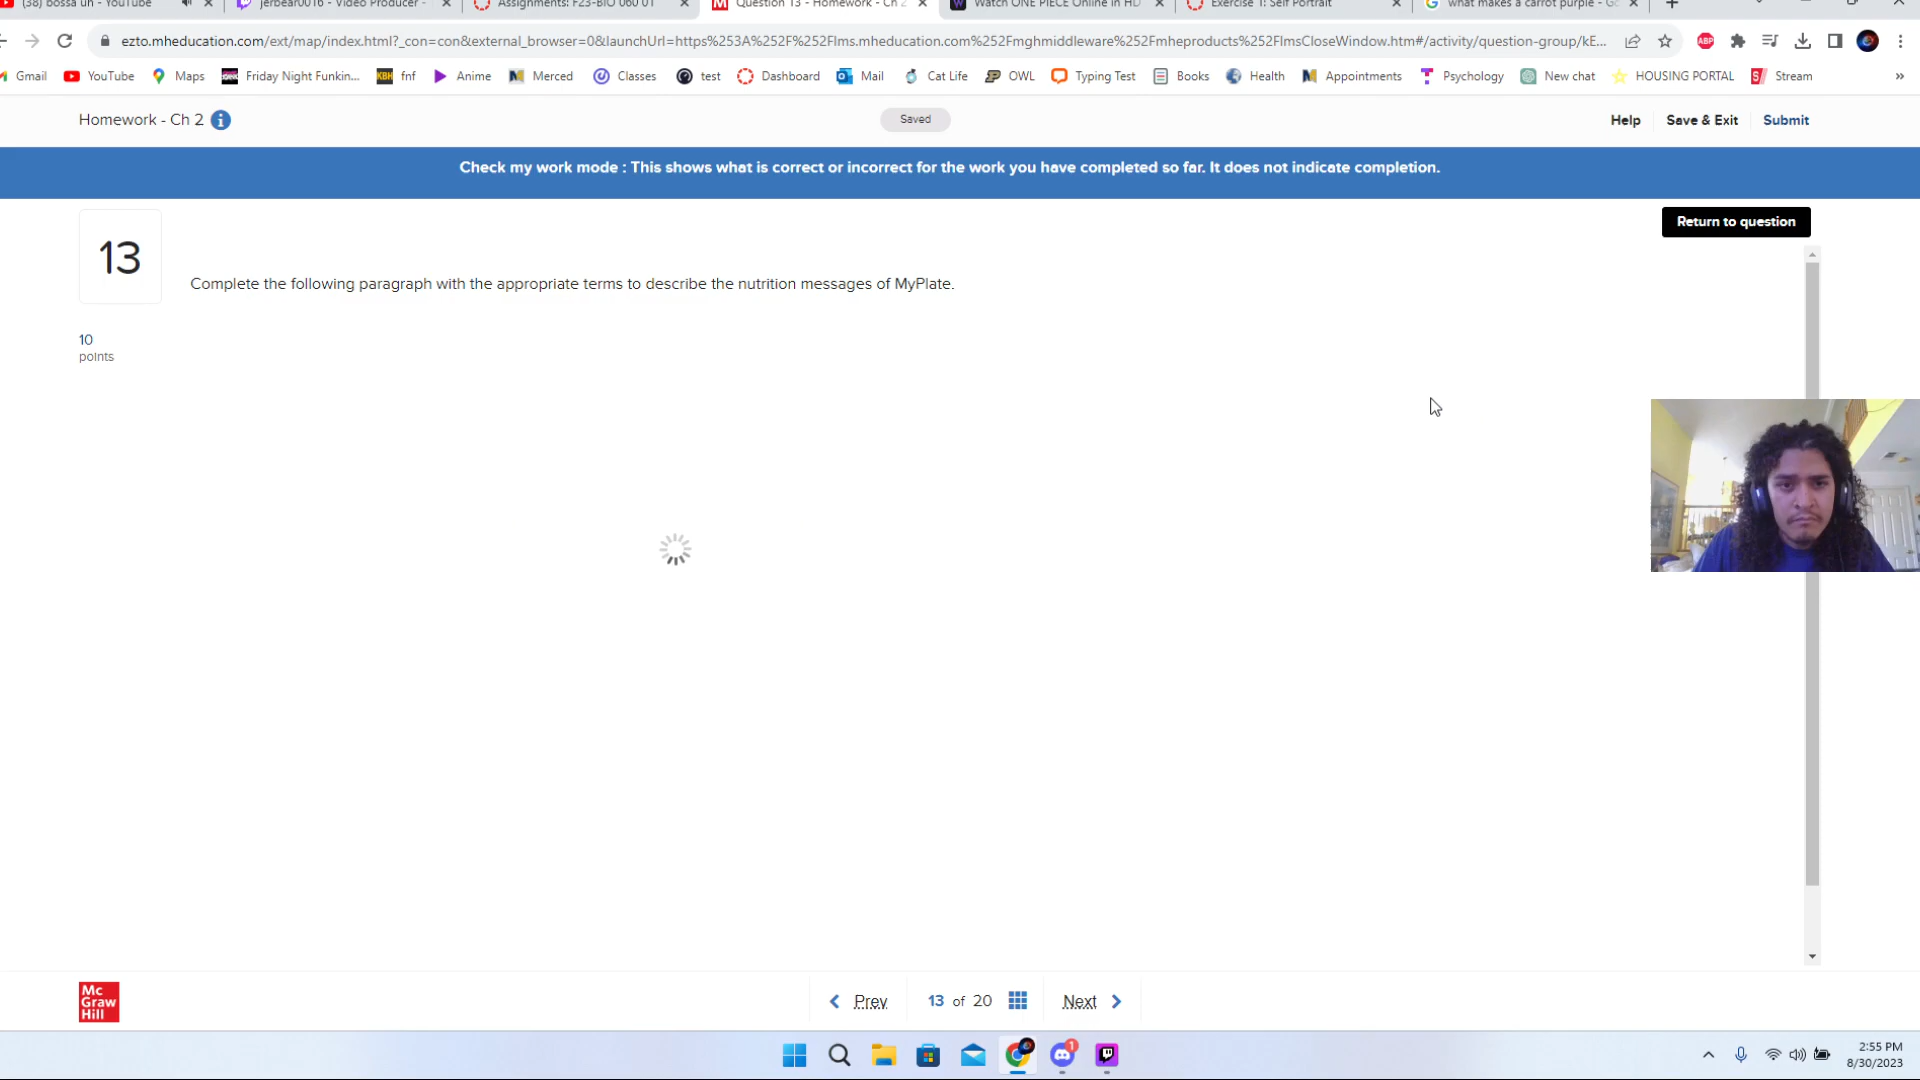 (38) bossa uh - YouTube
jerbear0016 - Video Producer -
Assignments: F23-BIO 060 01
Question 13 - Homework - Ch 2
Watch ONE PIECE Online in HD
Exercise 1: Self Portrait
what makes a carrot purple - Go
ezto.mheducation.com/ext/map/index.html?_con=con&external_browser=0&launchUrl=https%253A%252F%252Flms.mheducation.com%252Fmghmiddleware%252Fmheproducts%252FlmsCloseWindow.htm#/activity/question-group/kE...
ABP
Gmail
YouTube
Maps
Friday Night Funkin...
KBH
fnf
Anime
Merced
Classes
test
Dashboard
Mail
Cat Life
OWL
Typing Test
Books
Health
Appointments
Psychology
New chat
HOUSING PORTAL
Stream
»
Homework - Ch 2
Saved
Help
Save & Exit
Submit
Check my work mode : This shows what is correct or incorrect for the work you have completed so far. It does not indicate completion.
Return to question
13
Complete the following paragraph with the appropriate terms to describe the nutrition messages of MyPlate.
10
points
Mc
Graw
Hill
Prev
13 of 20
Next
1
2:55 PM
8/30/2023